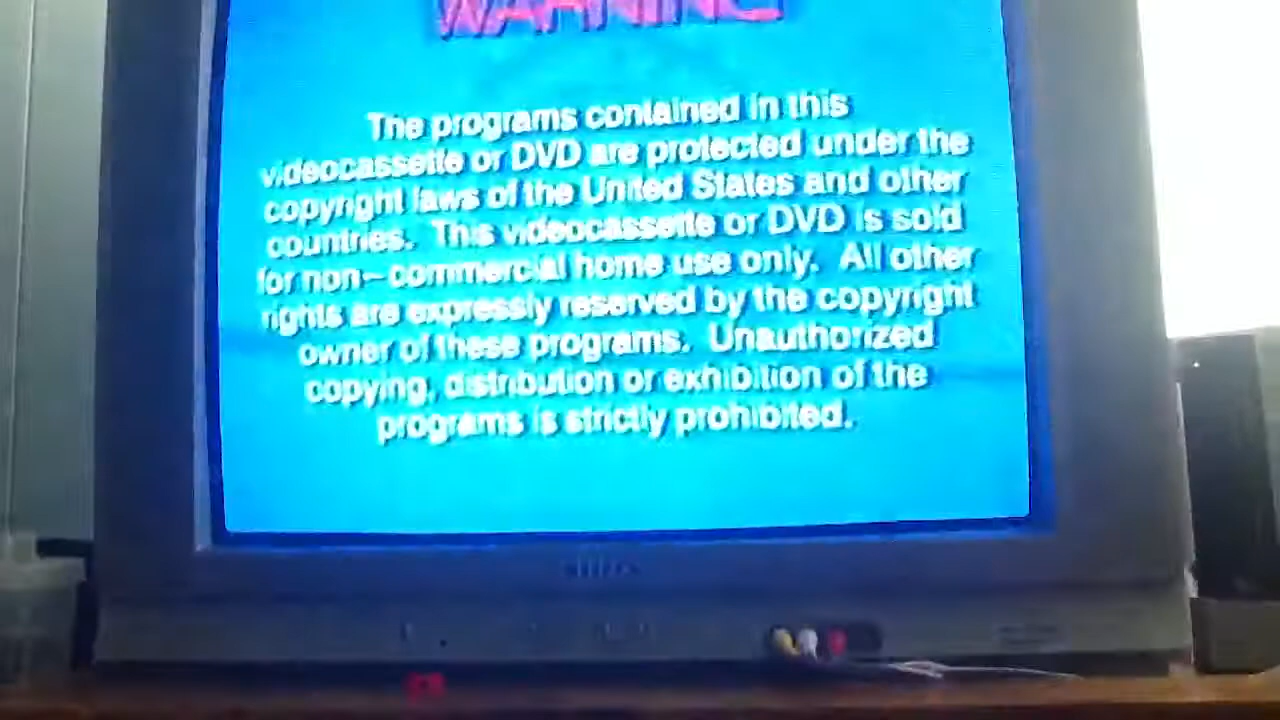 WARNING
The programs contained in this
videocassette or DVD are protected under the
copyright laws of the United States and other
countries. This videocassette or DVD is sold
for non-commercial home use only. All other
rights are expressly reserved by the copyright
owner of these programs. Unauthorized
copying, distribution or exhibition of the
programs is strictly prohibited.